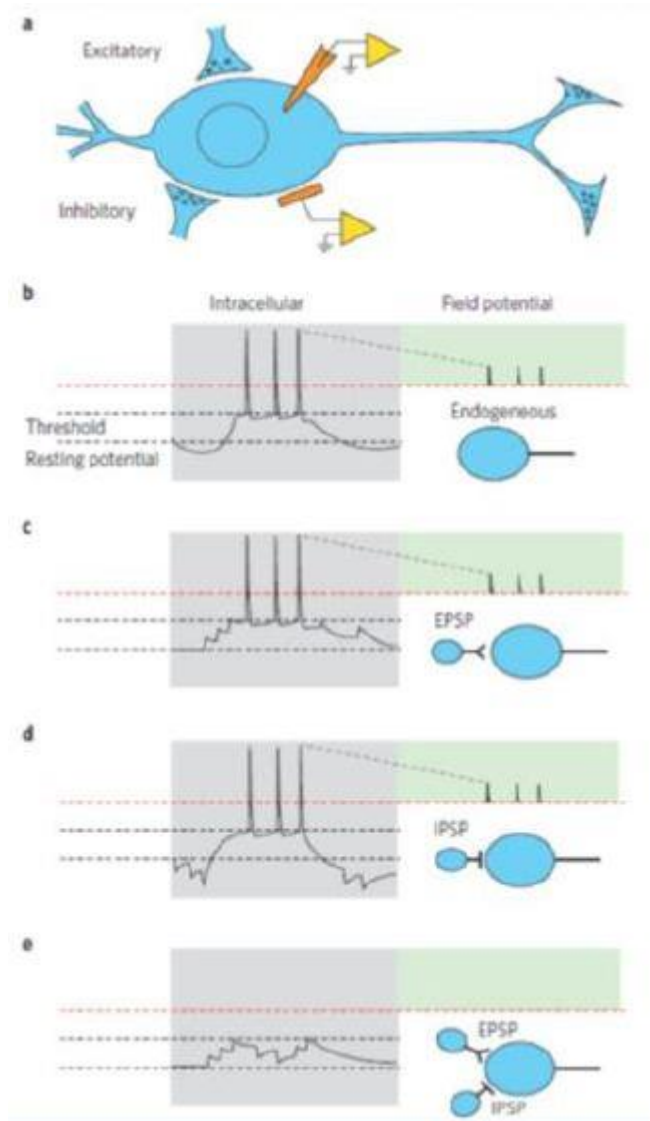 a
Excitatory
Inhibitory
b
Intracellular Field potential
Threshold
Resting potential
Endogeneous
c
EPSP
d
IPSP
e
EPSP
IPSP